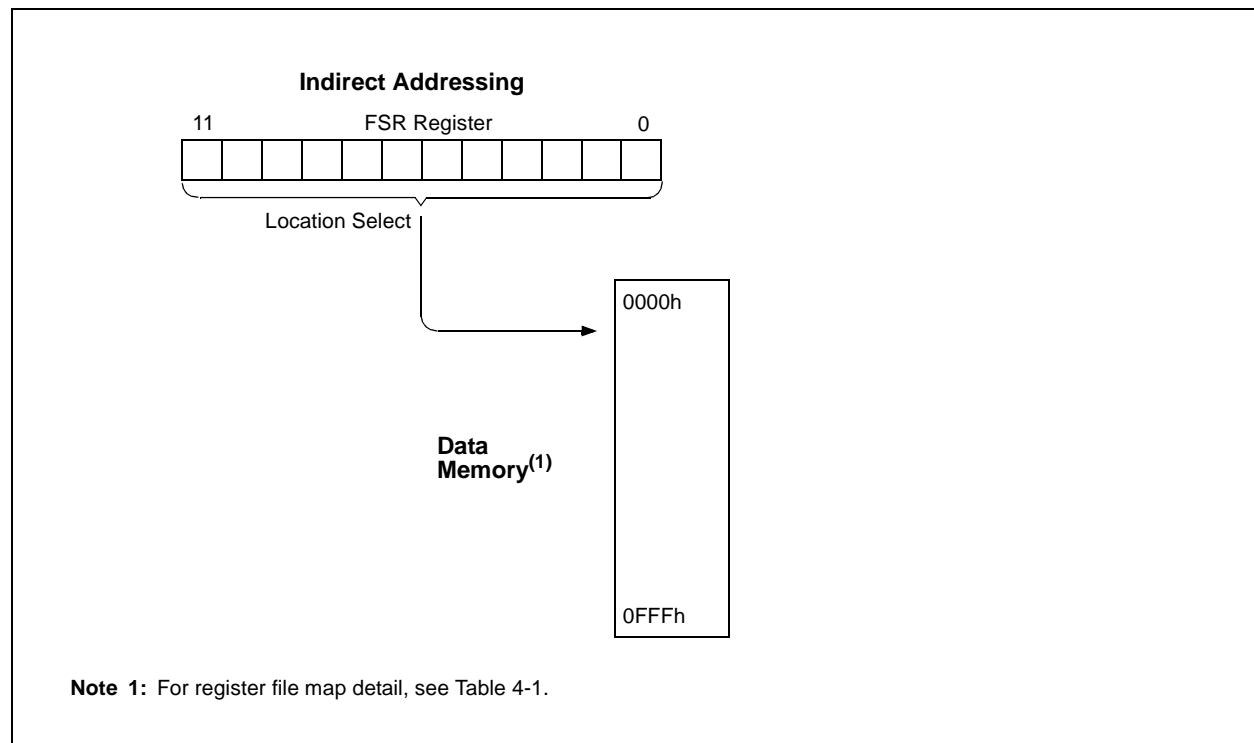 Indirect Addressing
11 FSR Register 0
Location Select
0000h
Data
Memory(1)
0FFFh
Note 1: For register file map detail, see Table 4-1.